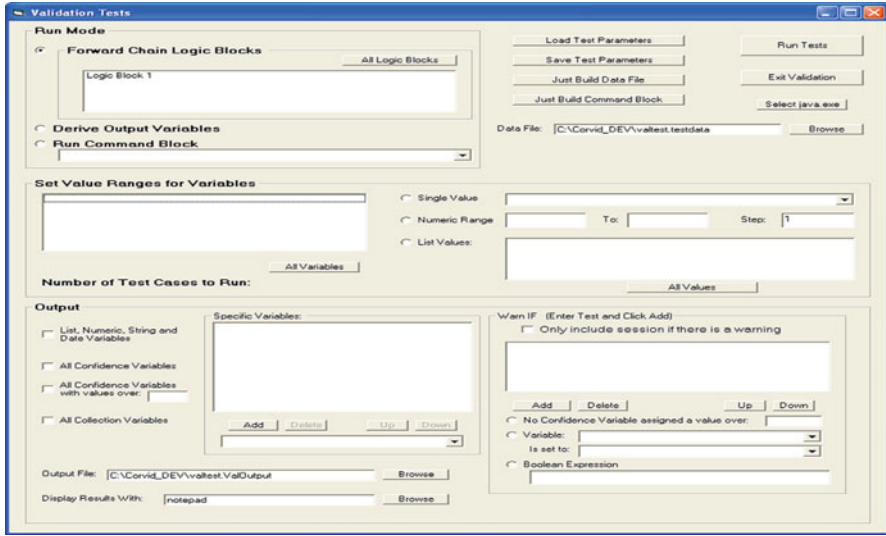 Validation Tests
Run Mode
Forward Chain Logic Blocks
All Logic Blocks
Logic Block 1
Derive Output Variables
Run Command Block
Load Test Parameters
Save Test Parameters
Just Build Data File
Just Build Command Block
Run Tests
Exit Validation
Select java.exe
Data File: C:\Corvid_DEV\valtest.testdata Browse
Set Value Ranges for Variables
All Variables
Number of Test Cases to Run:
Single Value
Numeric Range To: Step: 1
List Values:
All Values
Output
List, Numeric, String and
Date Variables
All Confidence Variables
All Confidence Variables
with values over:
All Collection Variables
Specific Variables:
Add Delete Up Down
Output File: C:\Corvid_DEV\valtest.ValOutput Browse
Display Results With: notepad Browse
Warn IF (Enter Test and Click Add)
Only include session if there is a warning
Add Delete Up Down
No Confidence Variable assigned a value over:
Variable:
Is set to:
Boolean Expression